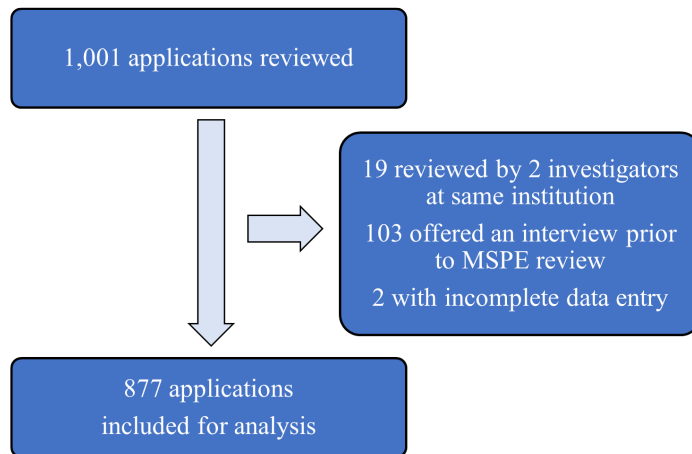 1,001 applications reviewed
19 reviewed by 2 investigators
at same institution
103 offered an interview prior
to MSPE review
2 with incomplete data entry
877 applications
included for analysis